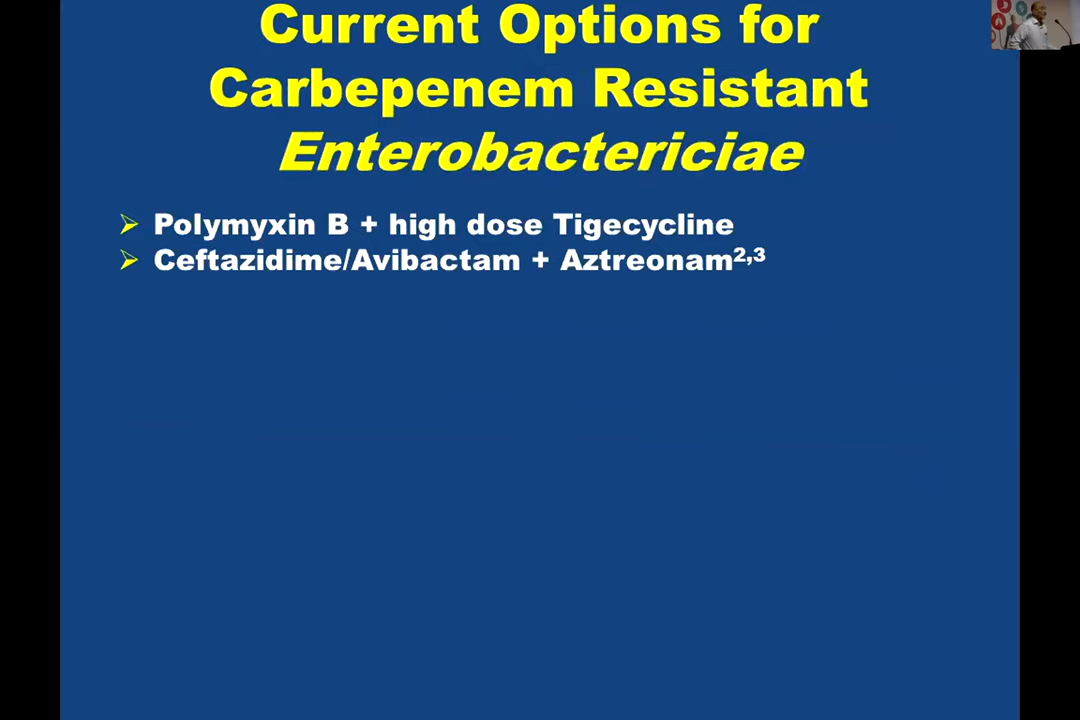 Current Options for
Carbepenem Resistant
Enterobactericiae
➢ Polymyxin B + high dose Tigecycline
➢ Ceftazidime/Avibactam + Aztreonam²,³